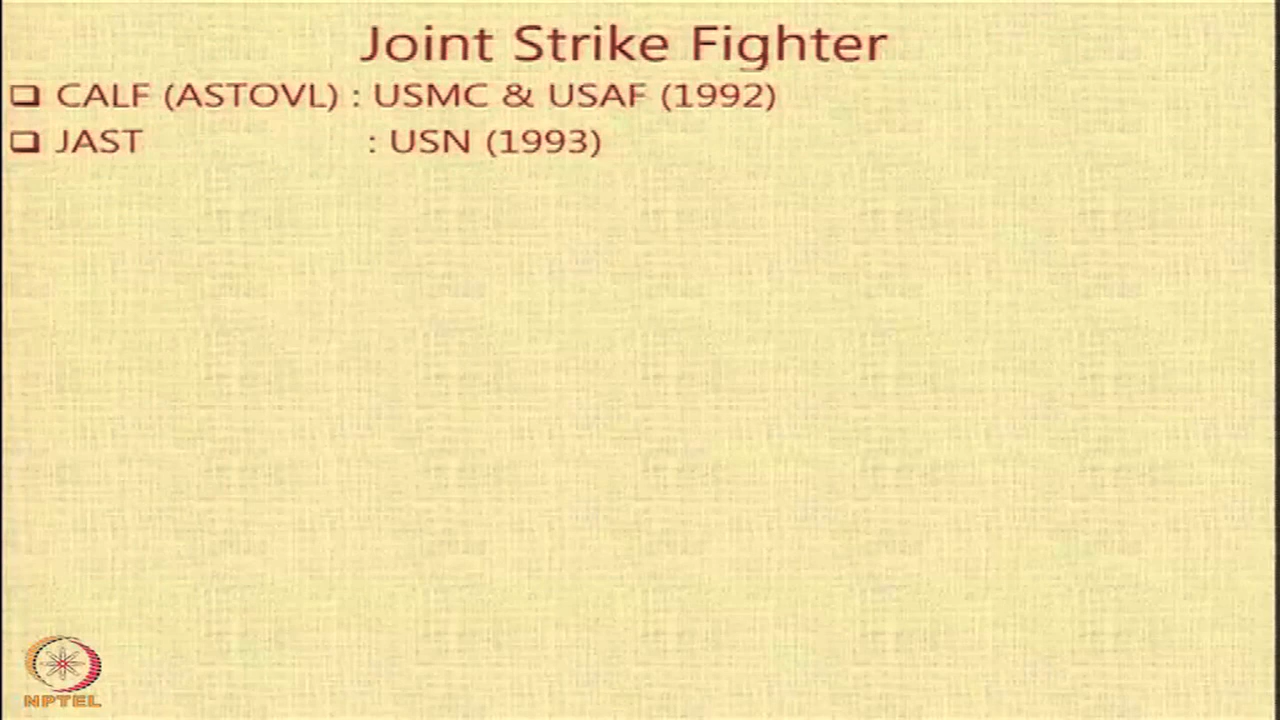 Joint Strike Fighter
❑ CALF (ASTOVL) : USMC & USAF (1992)
❑ JAST : USN (1993)
NPTEL